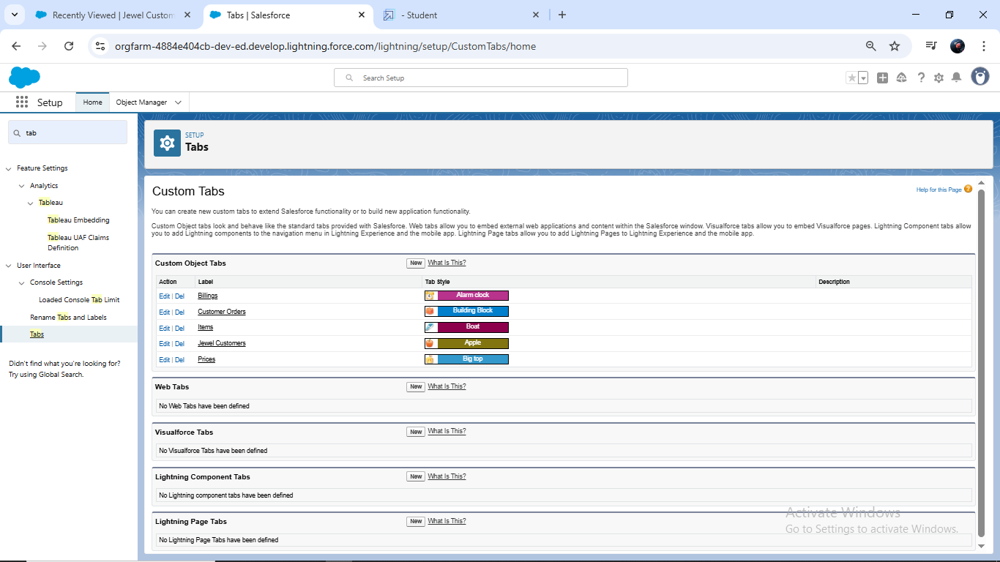 Recently Viewed | Jewel Custom
Tabs | Salesforce
- Student
orgfarm-4884e404cb-dev-ed.develop.lightning.force.com/lightning/setup/CustomTabs/home
Search Setup
Setup
Home
Object Manager
tab
Feature Settings
Analytics
Tableau
Tableau Embedding
Tableau UAF Claims
Definition
User Interface
Console Settings
Loaded Console Tab Limit
Rename Tabs and Labels
Tabs
Didn't find what you're looking for?
Try using Global Search.
SETUP
Tabs
Custom Tabs
Help for this Page ?
You can create new custom tabs to extend Salesforce functionality or to build new application functionality.
Custom Object tabs look and behave like the standard tabs provided with Salesforce. Web tabs allow you to embed external web applications and content within the Salesforce window. Visualforce tabs allow you to embed Visualforce pages. Lightning Component tabs allow
you to add Lightning components to the navigation menu in Lightning Experience and the mobile app. Lightning Page tabs allow you to add Lightning Pages to Lightning Experience and the mobile app.
Custom Object Tabs New What Is This?
Action Label Tab Style Description
Edit | Del Billings Alarm clock
Edit | Del Customer Orders Building Block
Edit | Del Items Boat
Edit | Del Jewel Customers Apple
Edit | Del Prices Big top
Web Tabs New What Is This?
No Web Tabs have been defined
Visualforce Tabs New What Is This?
No Visualforce Tabs have been defined
Lightning Component Tabs New What Is This?
No Lightning component tabs have been defined
Lightning Page Tabs New What Is This?
No Lightning Page Tabs have been defined
Activate Windows
Go to Settings to activate Windows.